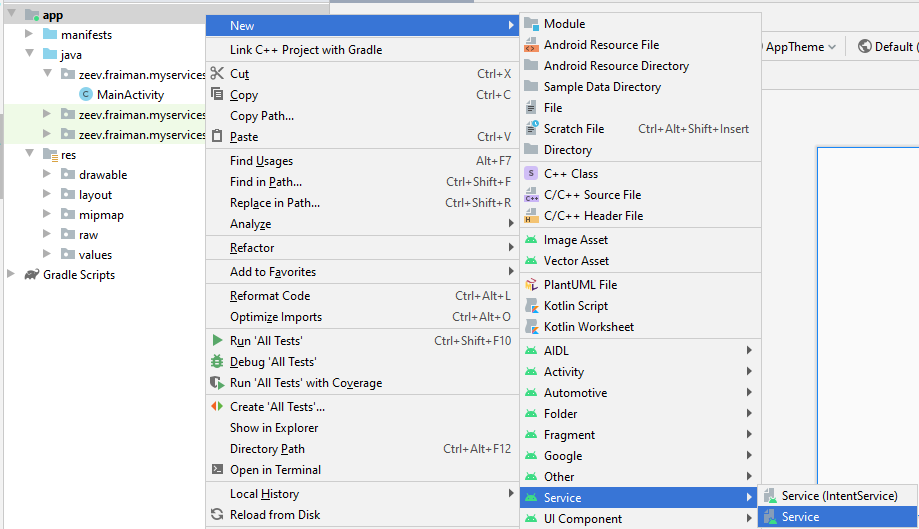 app
manifests
java
zeev.fraiman.myservices
MainActivity
zeev.fraiman.myservices
zeev.fraiman.myservices
res
drawable
layout
mipmap
raw
values
Gradle Scripts
New
Link C++ Project with Gradle
Cut Ctrl+X
Copy Ctrl+C
Copy Path...
Paste Ctrl+V
Find Usages Alt+F7
Find in Path... Ctrl+Shift+F
Replace in Path... Ctrl+Shift+R
Analyze
Refactor
Add to Favorites
Reformat Code Ctrl+Alt+L
Optimize Imports Ctrl+Alt+O
Run 'All Tests' Ctrl+Shift+F10
Debug 'All Tests'
Run 'All Tests' with Coverage
Create 'All Tests'...
Show in Explorer
Directory Path Ctrl+Alt+F12
Open in Terminal
Local History
Reload from Disk
Module
Android Resource File
Android Resource Directory
Sample Data Directory
File
Scratch File Ctrl+Alt+Shift+Insert
Directory
S C++ Class
C++ C/C++ Source File
H C/C++ Header File
Image Asset
Vector Asset
PlantUML File
Kotlin Script
Kotlin Worksheet
AIDL
Activity
Automotive
Folder
Fragment
Google
Other
Service
UI Component
Service (IntentService)
Service
AppTheme
Default (